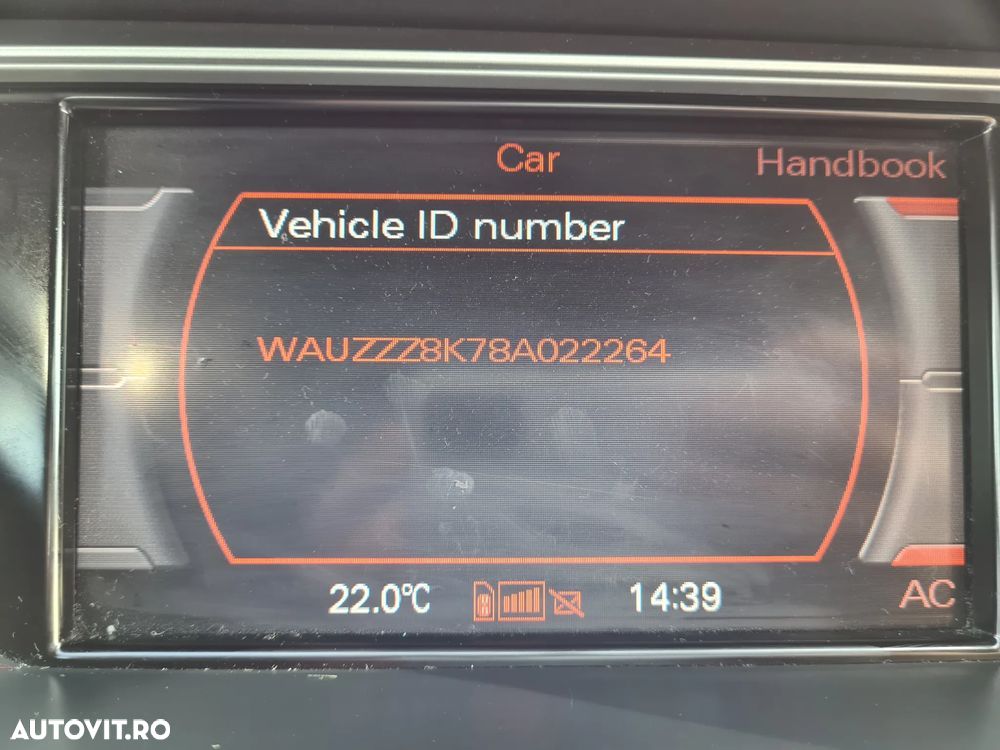 Car
Handbook
Vehicle ID number
WAUZZZ8K78A022264
22.0°C
14:39
AC
AUTOVIT.RO